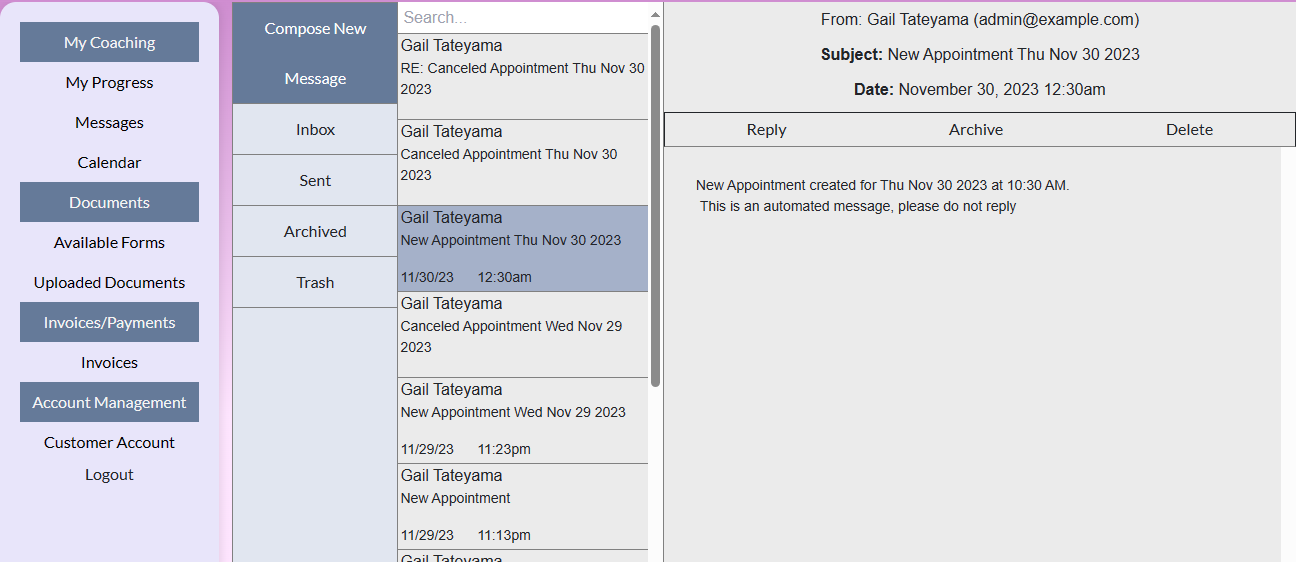 My Coaching
My Progress
Messages
Calendar
Documents
Available Forms
Uploaded Documents
Invoices/Payments
Invoices
Account Management
Customer Account
Logout
Compose New
Message
Inbox
Sent
Archived
Trash
Search...
Gail Tateyama
RE: Canceled Appointment Thu Nov 30
2023
Gail Tateyama
Canceled Appointment Thu Nov 30
2023
Gail Tateyama
New Appointment Thu Nov 30 2023
11/30/23 12:30am
Gail Tateyama
Canceled Appointment Wed Nov 29
2023
Gail Tateyama
New Appointment Wed Nov 29 2023
11/29/23 11:23pm
Gail Tateyama
New Appointment
11/29/23 11:13pm
Gail Tateyama
From: Gail Tateyama (admin@example.com)
Subject: New Appointment Thu Nov 30 2023
Date: November 30, 2023 12:30am
Reply Archive Delete
New Appointment created for Thu Nov 30 2023 at 10:30 AM.
This is an automated message, please do not reply